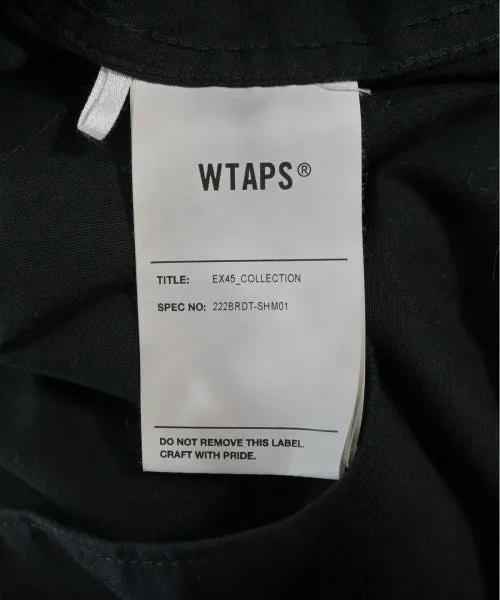 WTAPS®
TITLE: EX45_COLLECTION
SPEC NO: 222BRDT-SHM01
DO NOT REMOVE THIS LABEL.
CRAFT WITH PRIDE.